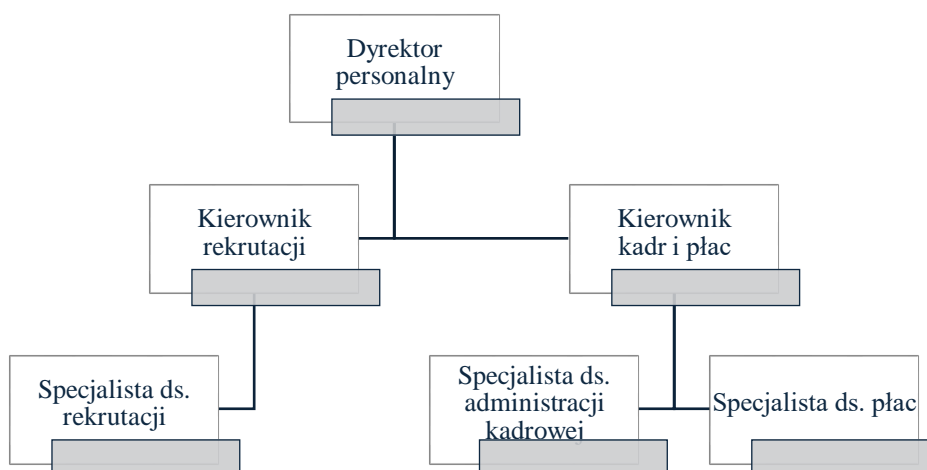 Dyrektor
personalny
Kierownik
rekrutacji
Kierownik
kadr i płac
Specjalista ds.
rekrutacji
Specjalista ds.
administracji
kadrowej
Specjalista ds. płac